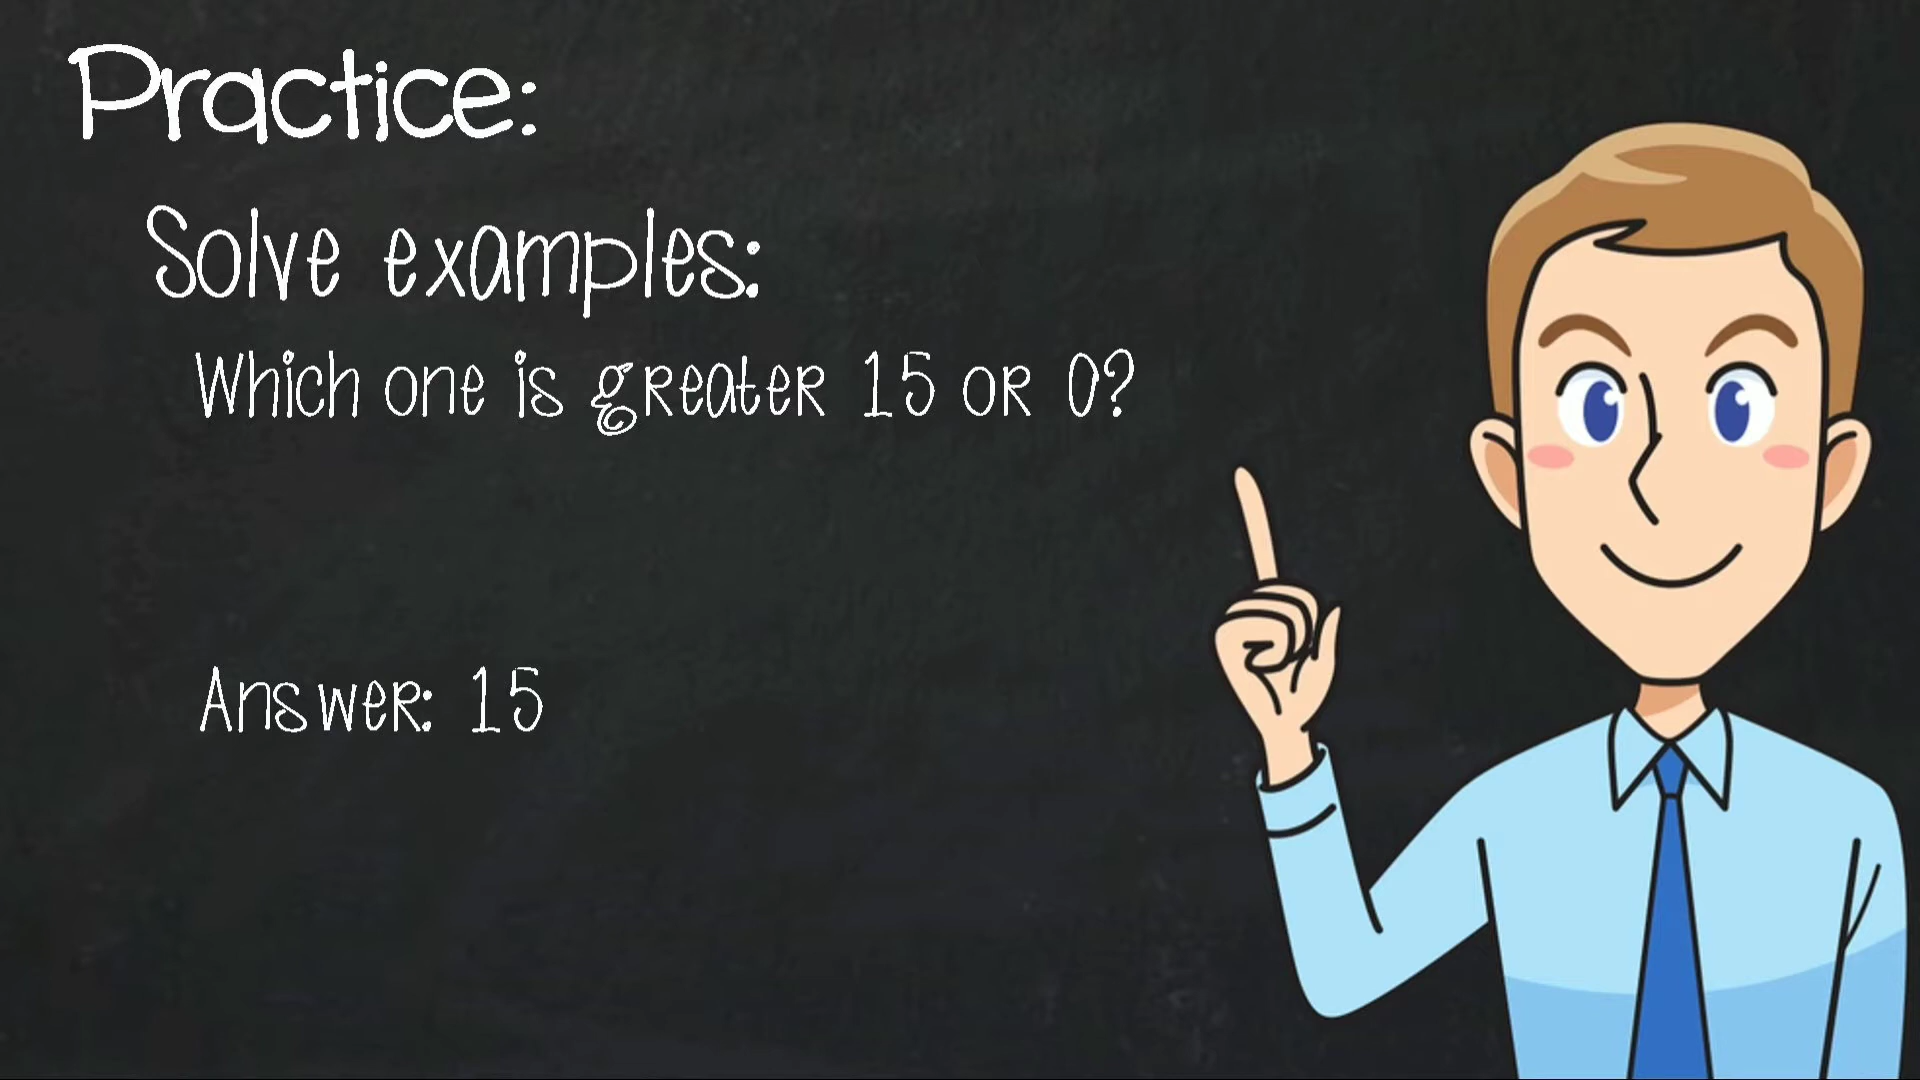 Practice:
Solve examples:
Which one is greater 15 or 0?
Answer: 15